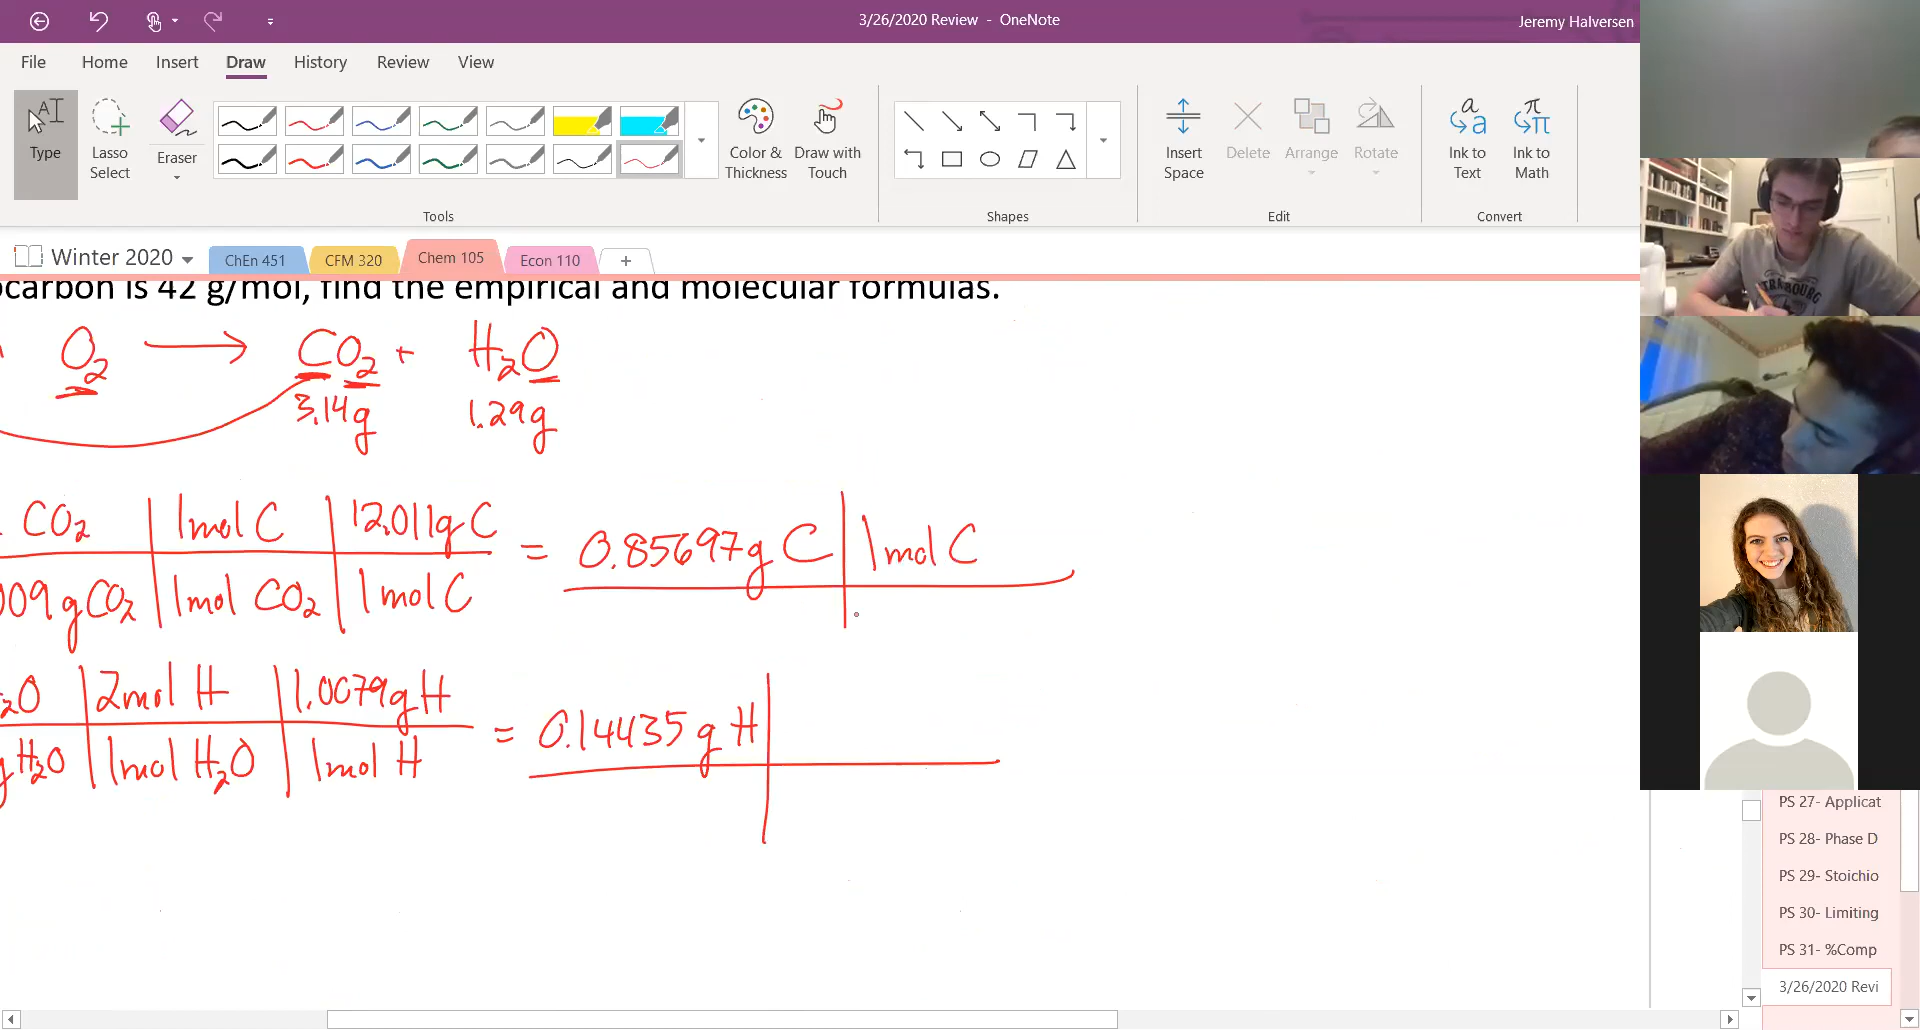 3/26/2020 Review - OneNote
Jeremy Halversen
File Home Insert Draw History Review View
Type
Lasso Select
Eraser
Color & Thickness
Draw with Touch
Insert Space
Delete
Arrange
Rotate
Ink to Text
Ink to Math
Tools
Shapes
Edit
Convert
Winter 2020
ChEn 451
CFM 320
Chem 105
Econ 110
ocarbon is 42 g/mol, find the empirical and molecular formulas.
O₂ → CO₂ + H₂O
3.14g 1.29g
CO₂ | 1mol C | 12.011g C
009 gCO₂ | 1mol CO₂ | 1mol C
= 0.85697g C | 1mol C
₂O | 2mol H | 1.0079g H
g H₂O | 1mol H₂O | 1mol H
= 0.14435 g H
PS 27- Applicat
PS 28- Phase D
PS 29- Stoichio
PS 30- Limiting
PS 31- %Comp
3/26/2020 Revi